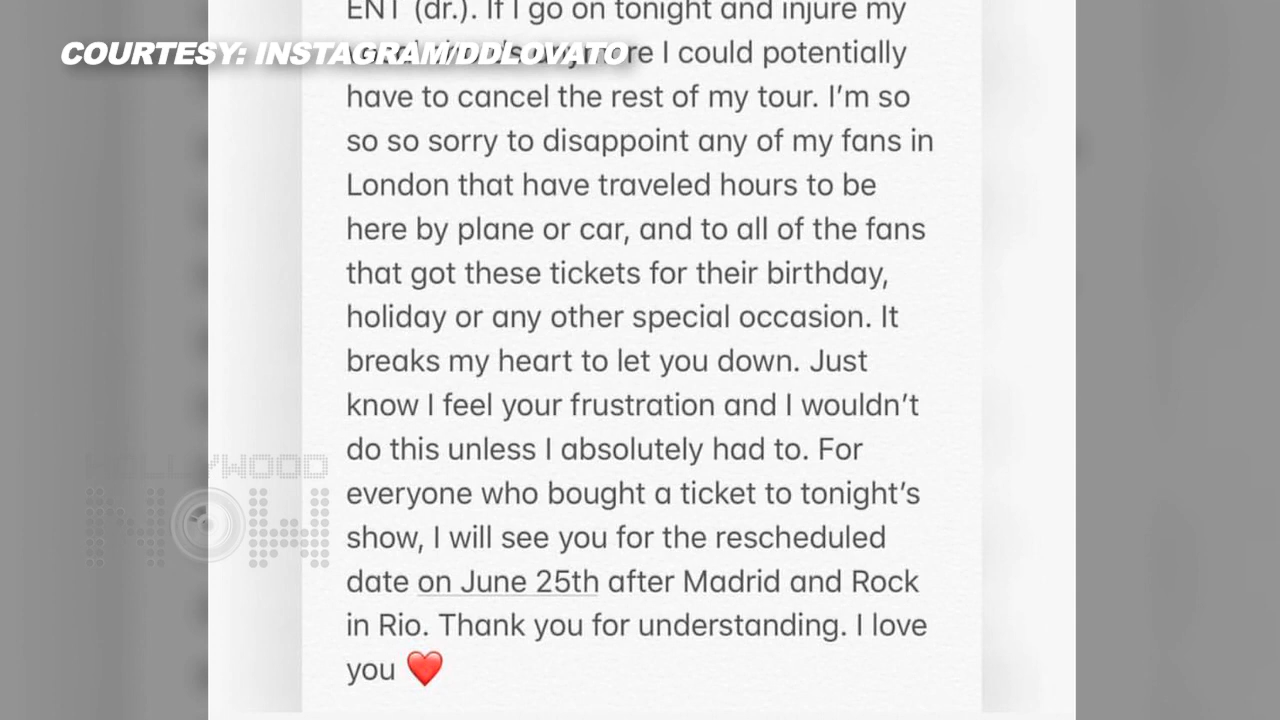 ENT (dr.). If I go on tonight and injure my
COURTESY: INSTAGRAM/DDLOVATO
re I could potentially
have to cancel the rest of my tour. I’m so
so so sorry to disappoint any of my fans in
London that have traveled hours to be
here by plane or car, and to all of the fans
that got these tickets for their birthday,
holiday or any other special occasion. It
breaks my heart to let you down. Just
know I feel your frustration and I wouldn’t
do this unless I absolutely had to. For
everyone who bought a ticket to tonight’s
show, I will see you for the rescheduled
date on June 25th after Madrid and Rock
in Rio. Thank you for understanding. I love
you ❤️
HOLLYWOOD
NOW